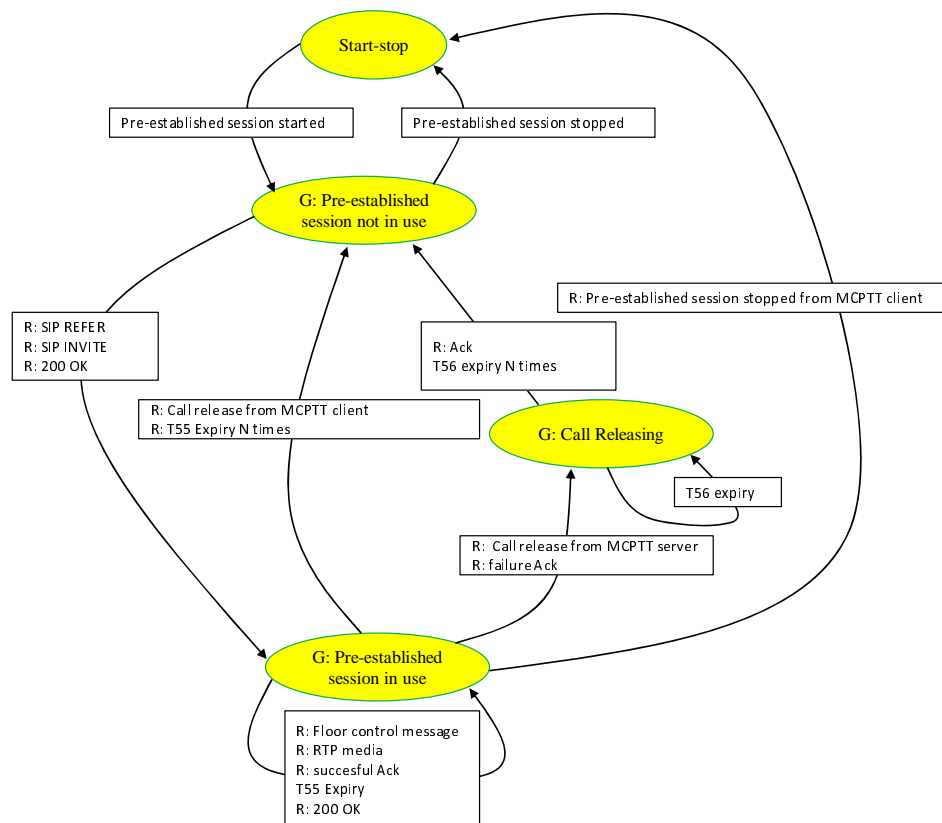 Start-stop
Pre-established session started
Pre-established session stopped
G: Pre-established
session not in use
R: Pre-established session stopped from MCPTT client
R: SIP REFER
R: SIP INVITE
R: 200 OK
R: Ack
T56 expiry N times
R: Call release from MCPTT client
R: T55 Expiry N times
G: Call Releasing
T56 expiry
R: Call release from MCPTT server
R: failure Ack
G: Pre-established
session in use
R: Floor control message
R: RTP media
R: succesful Ack
T55 Expiry
R: 200 OK